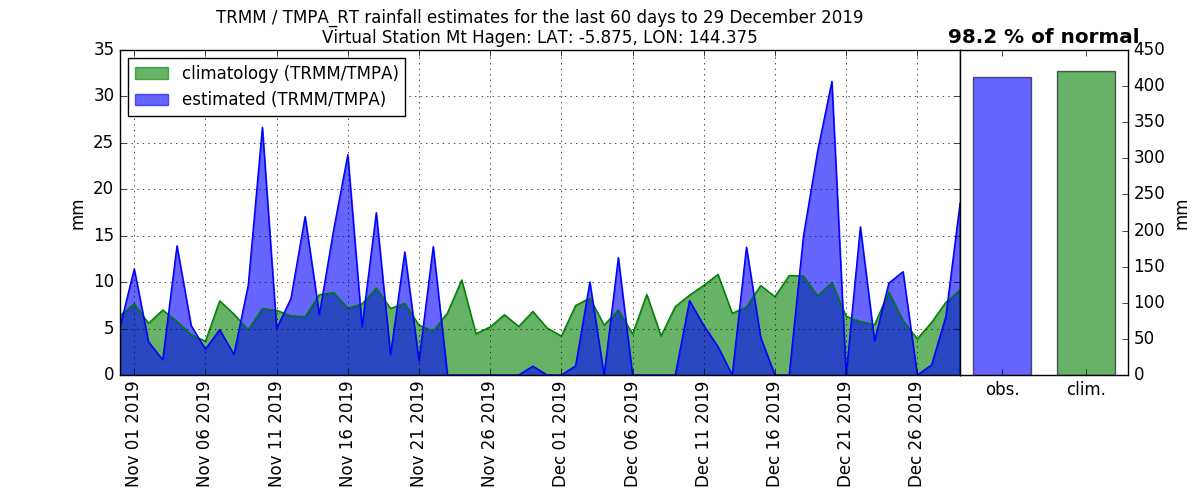 TRMM / TMPA_RT rainfall estimates for the last 60 days to 29 December 2019
Virtual Station Mt Hagen: LAT: -5.875, LON: 144.375
98.2 % of normal
climatology (TRMM/TMPA)
estimated (TRMM/TMPA)
35
30
25
20
15
10
5
0
mm
450
400
350
300
250
200
150
100
50
0
mm
obs.
clim.
Nov 01 2019
Nov 06 2019
Nov 11 2019
Nov 16 2019
Nov 21 2019
Nov 26 2019
Dec 01 2019
Dec 06 2019
Dec 11 2019
Dec 16 2019
Dec 21 2019
Dec 26 2019